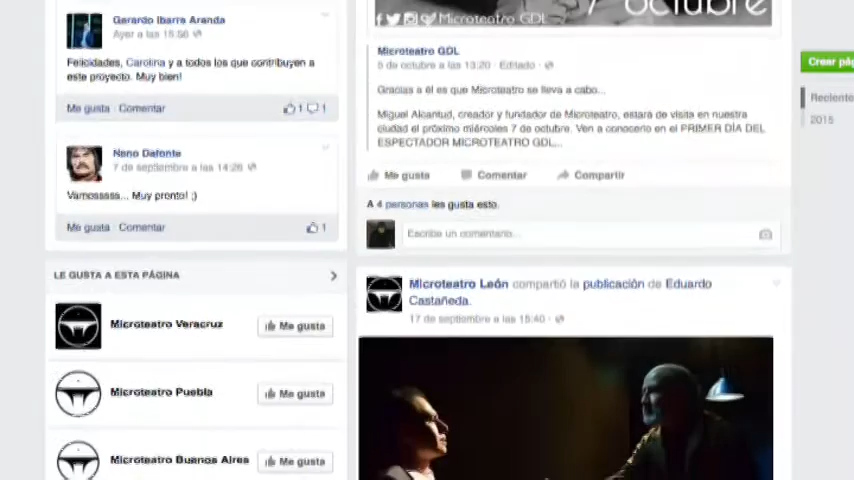 Gerardo Ibarra Aranda
Ayer a las 18:56
Felicidades, Carolina y a todos los que contribuyen a
este proyecto. Muy bien!
Me gusta · Comentar
1 1
Nano Dafonte
7 de septiembre a las 14:26
Vamosssss... Muy pronto! ;)
Me gusta · Comentar
1
LE GUSTA A ESTA PÁGINA
Microteatro Veracruz
Me gusta
Microteatro Puebla
Me gusta
Microteatro Buenos Aires
Me gusta
7 octubre
Microteatro GDL
Microteatro GDL
5 de octubre a las 13:20 · Editado ·
Gracias a él es que Microteatro se lleva a cabo...
Miguel Alcantud, creador y fundador de Microteatro, estará de visita en nuestra
ciudad el próximo miércoles 7 de octubre. Ven a conocerlo en el PRIMER DÍA DEL
ESPECTADOR MICROTEATRO GDL...
Me gusta Comentar Compartir
A 4 personas les gusta esto.
Escribe un comentario...
Microteatro León compartió la publicación de Eduardo
Castañeda.
17 de septiembre a las 15:40 ·
Crear pág
Reciente
2015